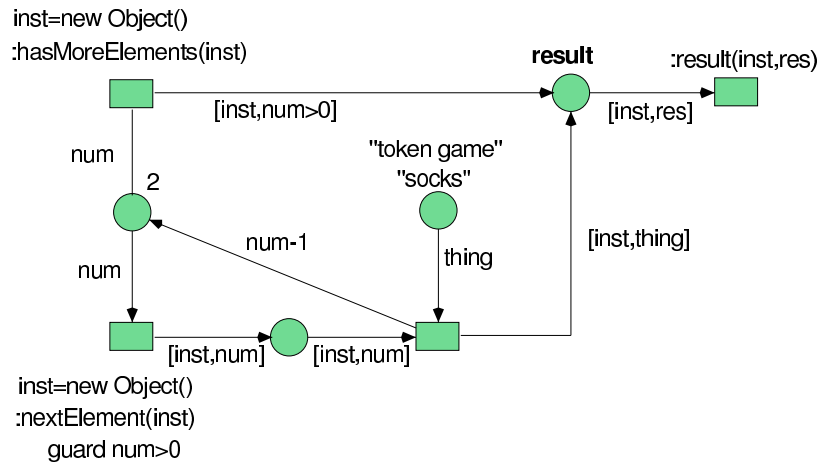 inst=new Object()
:hasMoreElements(inst)
result
:result(inst,res)
[inst,num>0]
[inst,res]
num
"token game"
"socks"
2
num-1
[inst,thing]
thing
num
[inst,num]
[inst,num]
inst=new Object()
:nextElement(inst)
guard num>0